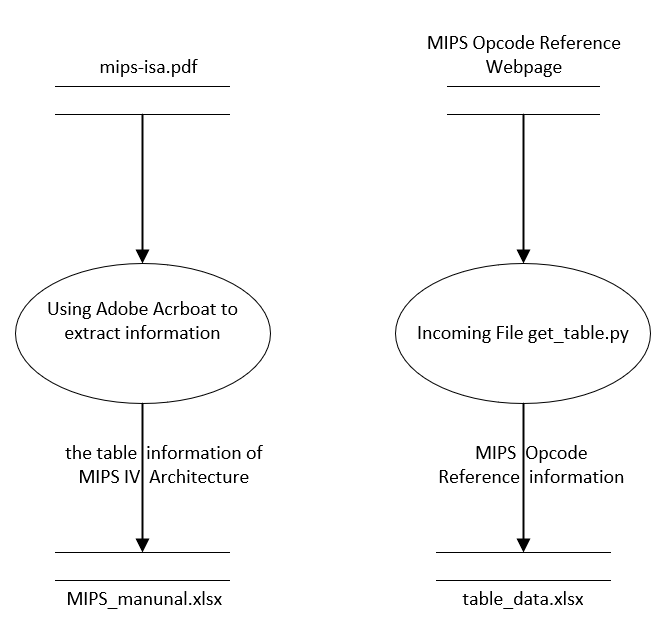 mips-isa.pdf
MIPS Opcode Reference
Webpage
Using Adobe Acrboat to
extract information
Incoming File get_table.py
the table information of
MIPS IV Architecture
MIPS Opcode
Reference information
MIPS_manunal.xlsx
table_data.xlsx